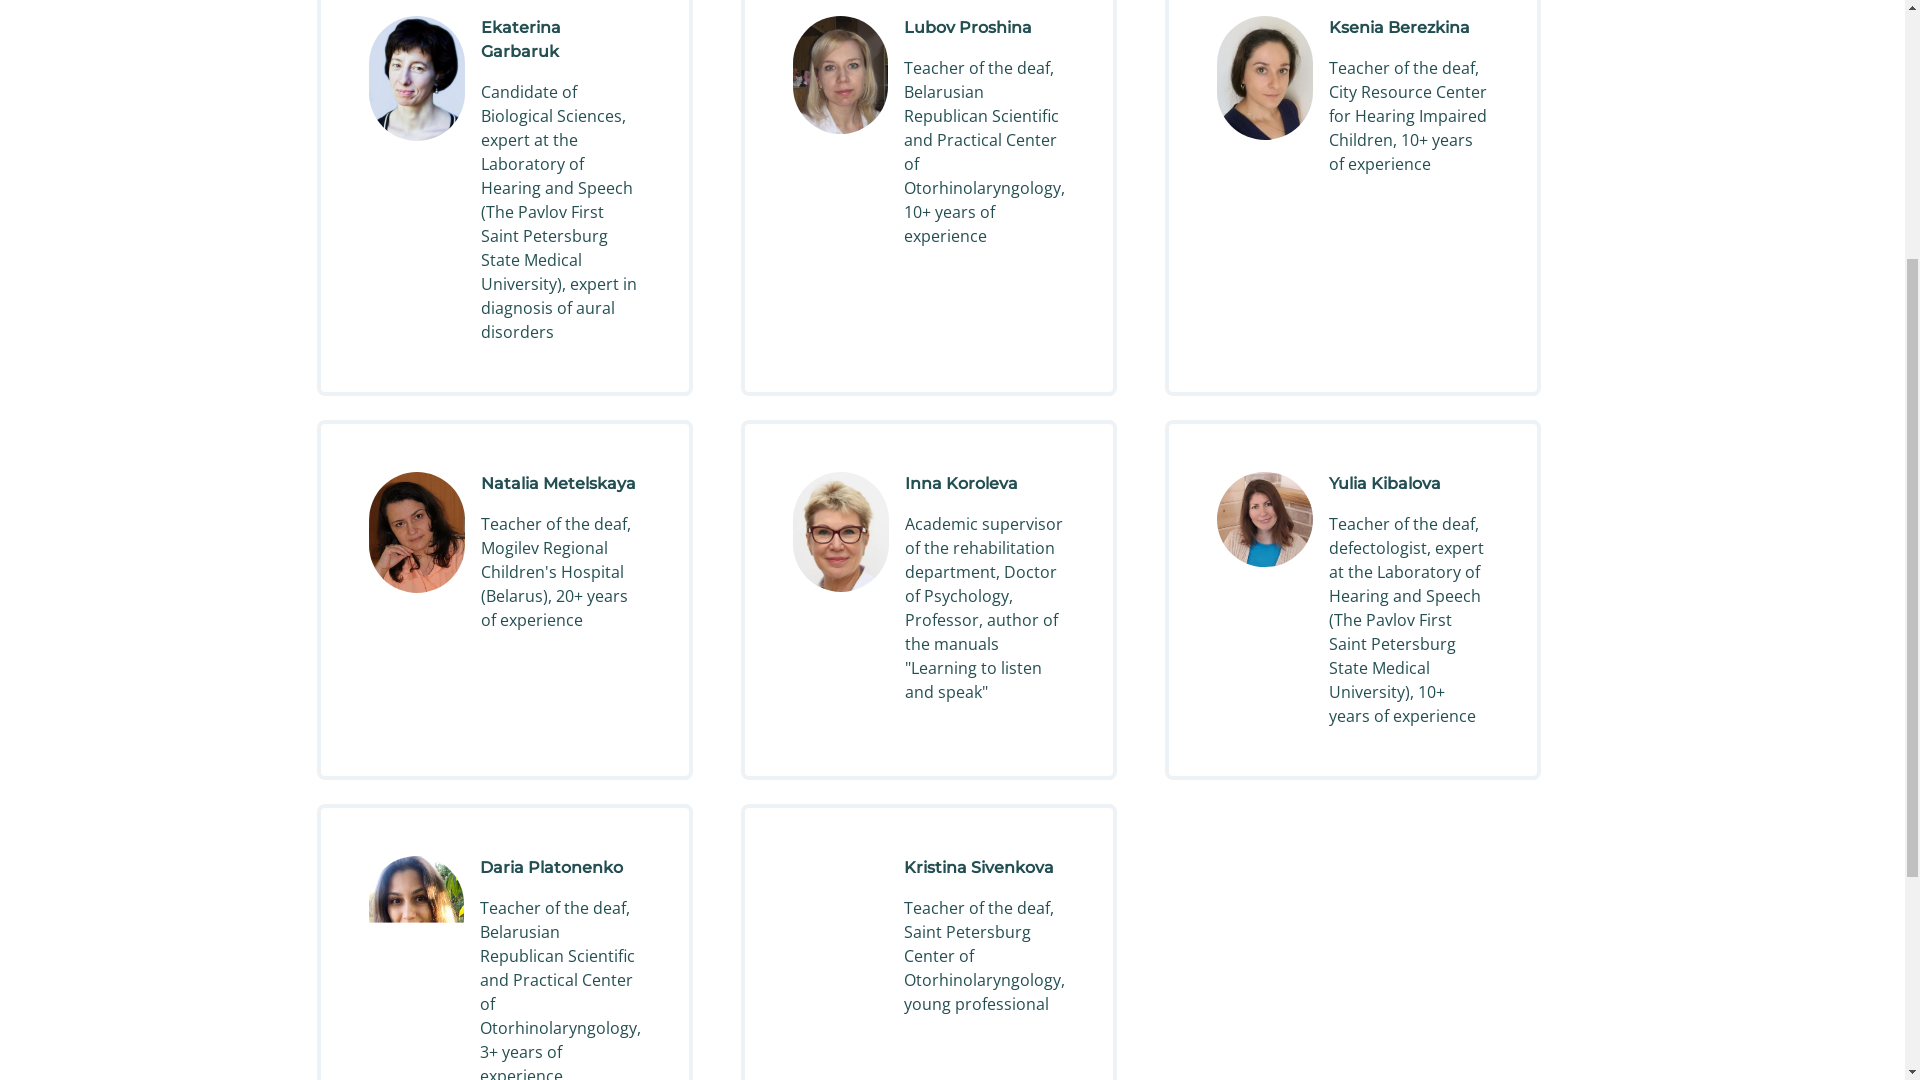 Ekaterina
Garbaruk
Candidate of
Biological Sciences,
expert at the
Laboratory of
Hearing and Speech
(The Pavlov First
Saint Petersburg
State Medical
University), expert in
diagnosis of aural
disorders
Lubov Proshina
Teacher of the deaf,
Belarusian
Republican Scientific
and Practical Center
of
Otorhinolaryngology,
10+ years of
experience
Ksenia Berezkina
Teacher of the deaf,
City Resource Center
for Hearing Impaired
Children, 10+ years
of experience
Natalia Metelskaya
Teacher of the deaf,
Mogilev Regional
Children's Hospital
(Belarus), 20+ years
of experience
Inna Koroleva
Academic supervisor
of the rehabilitation
department, Doctor
of Psychology,
Professor, author of
the manuals
"Learning to listen
and speak"
Yulia Kibalova
Teacher of the deaf,
defectologist, expert
at the Laboratory of
Hearing and Speech
(The Pavlov First
Saint Petersburg
State Medical
University), 10+
years of experience
Daria Platonenko
Teacher of the deaf,
Belarusian
Republican Scientific
and Practical Center
of
Otorhinolaryngology,
3+ years of
experience
Kristina Sivenkova
Teacher of the deaf,
Saint Petersburg
Center of
Otorhinolaryngology,
young professional